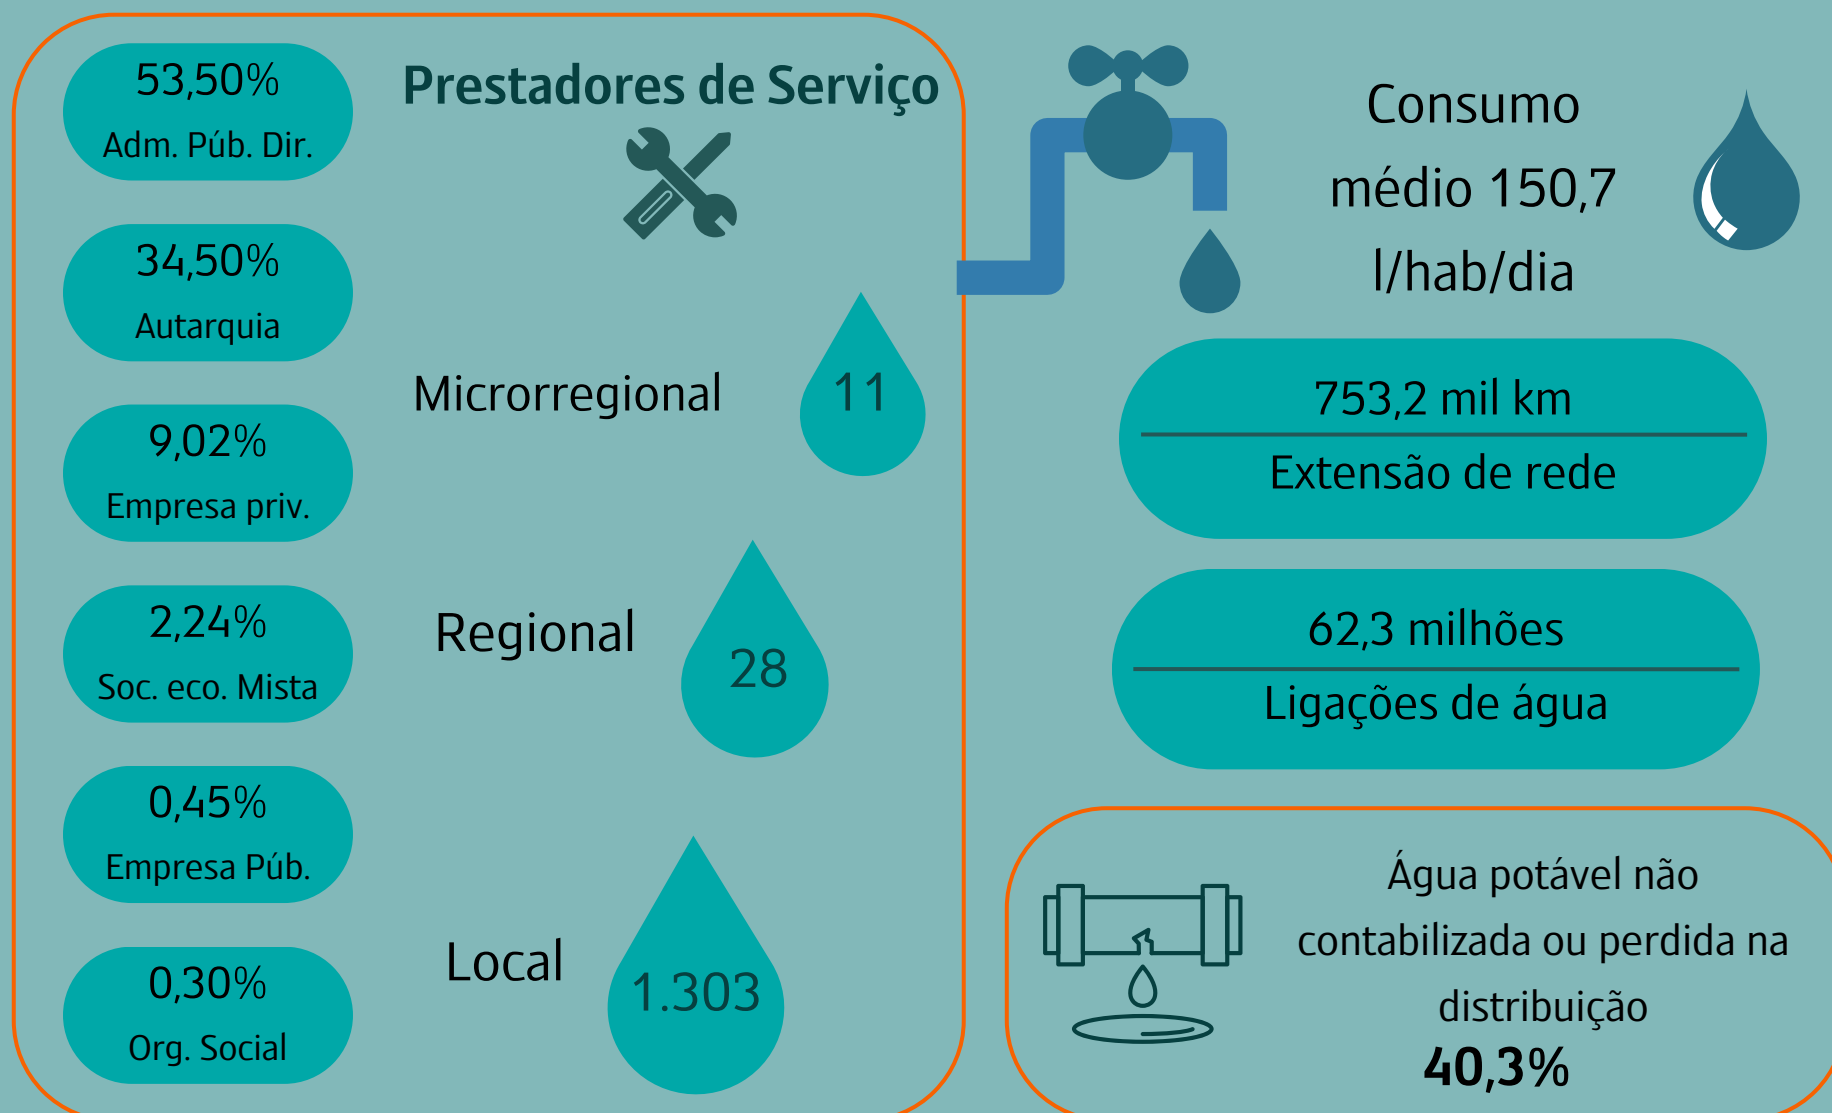 53,50%
Adm. Púb. Dir.
34,50%
Autarquia
9,02%
Empresa priv.
2,24%
Soc. eco. Mista
0,45%
Empresa Púb.
0,30%
Org. Social
Prestadores de Serviço
Microrregional
11
Regional
28
Local
1.303
Consumo
médio 150,7
l/hab/dia
753,2 mil km
Extensão de rede
62,3 milhões
Ligações de água
Água potável não
contabilizada ou perdida na
distribuição
40,3%